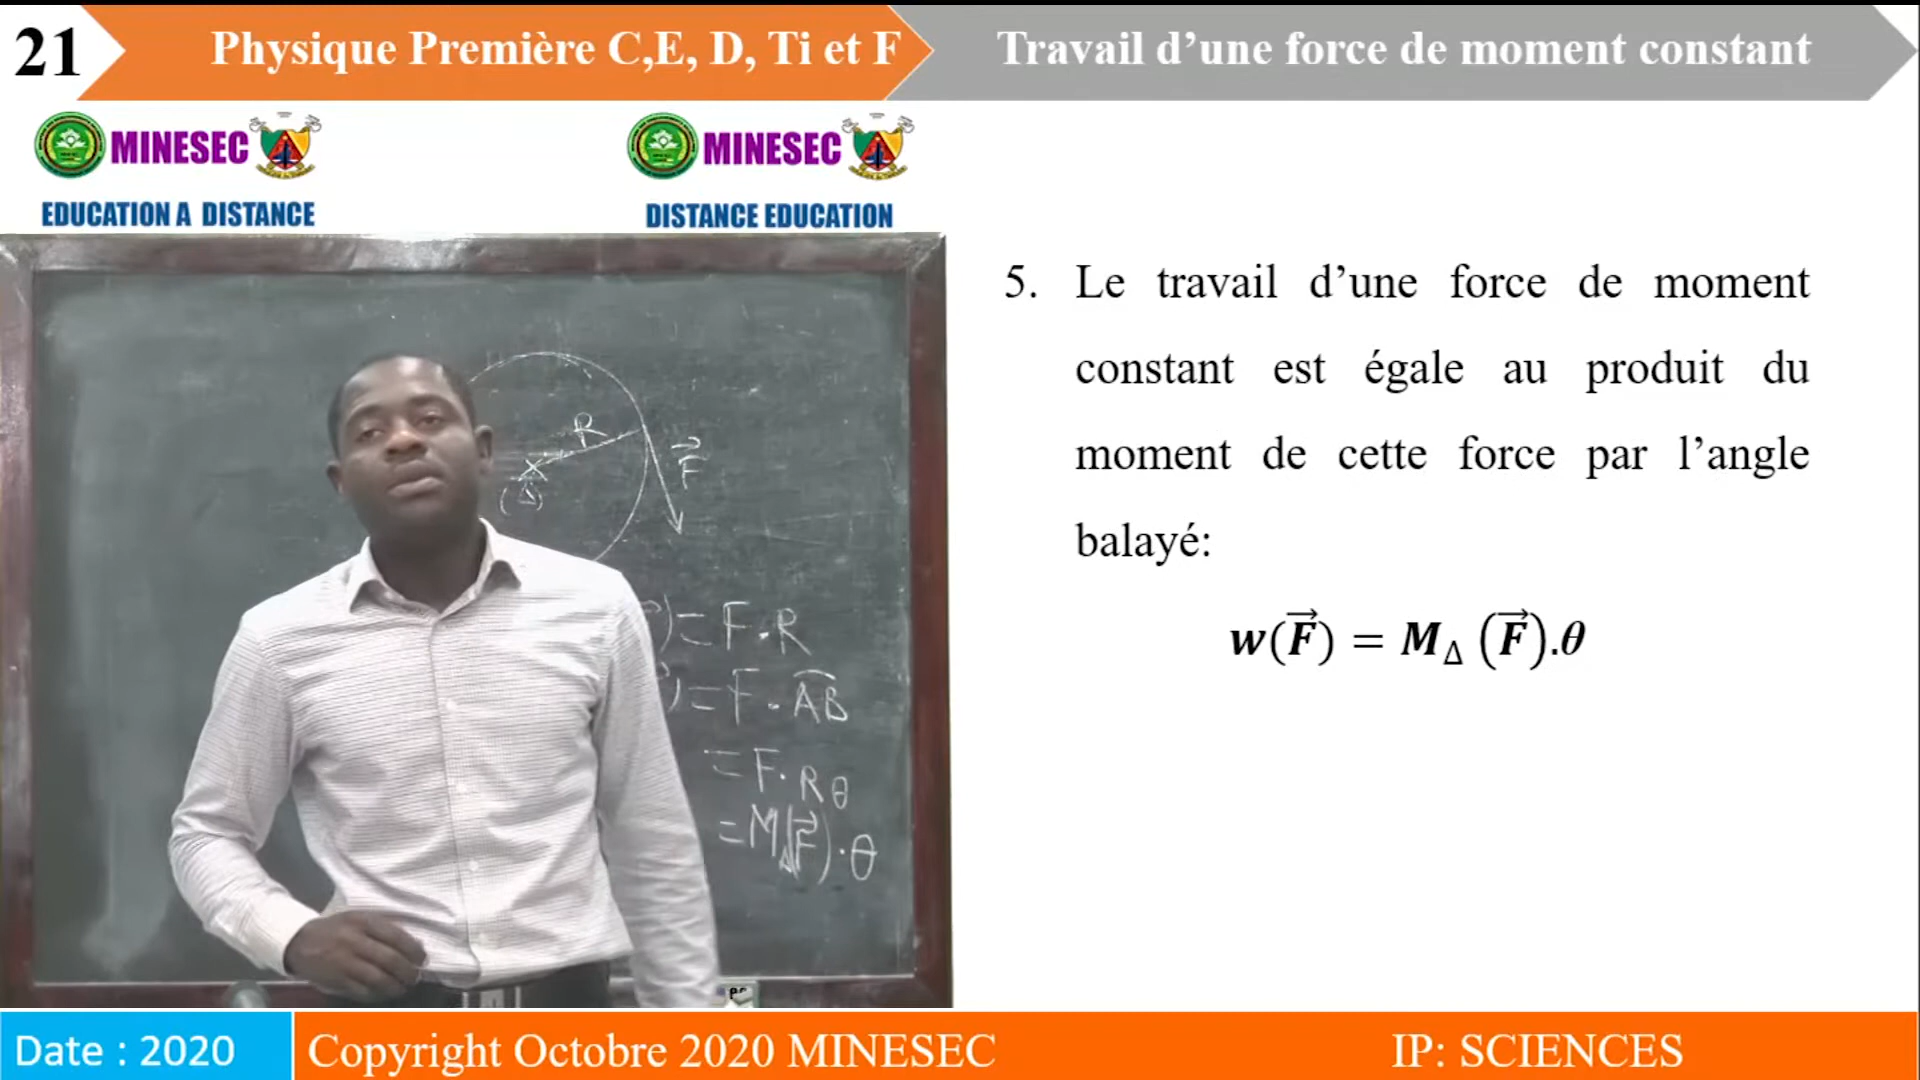 21
Physique Première C,E, D, Ti et F
Travail d’une force de moment constant
MINESEC
EDUCATION A DISTANCE
MINESEC
DISTANCE EDUCATION
R
F⃗
(Δ)
)=F.R
)=F.A͡B
=F.Rθ
=M_Δ(F⃗).θ
5. Le travail d’une force de moment
constant est égale au produit du
moment de cette force par l’angle
balayé:
w(F⃗) = M_Δ (F⃗).θ
Date : 2020
Copyright Octobre 2020 MINESEC
IP: SCIENCES